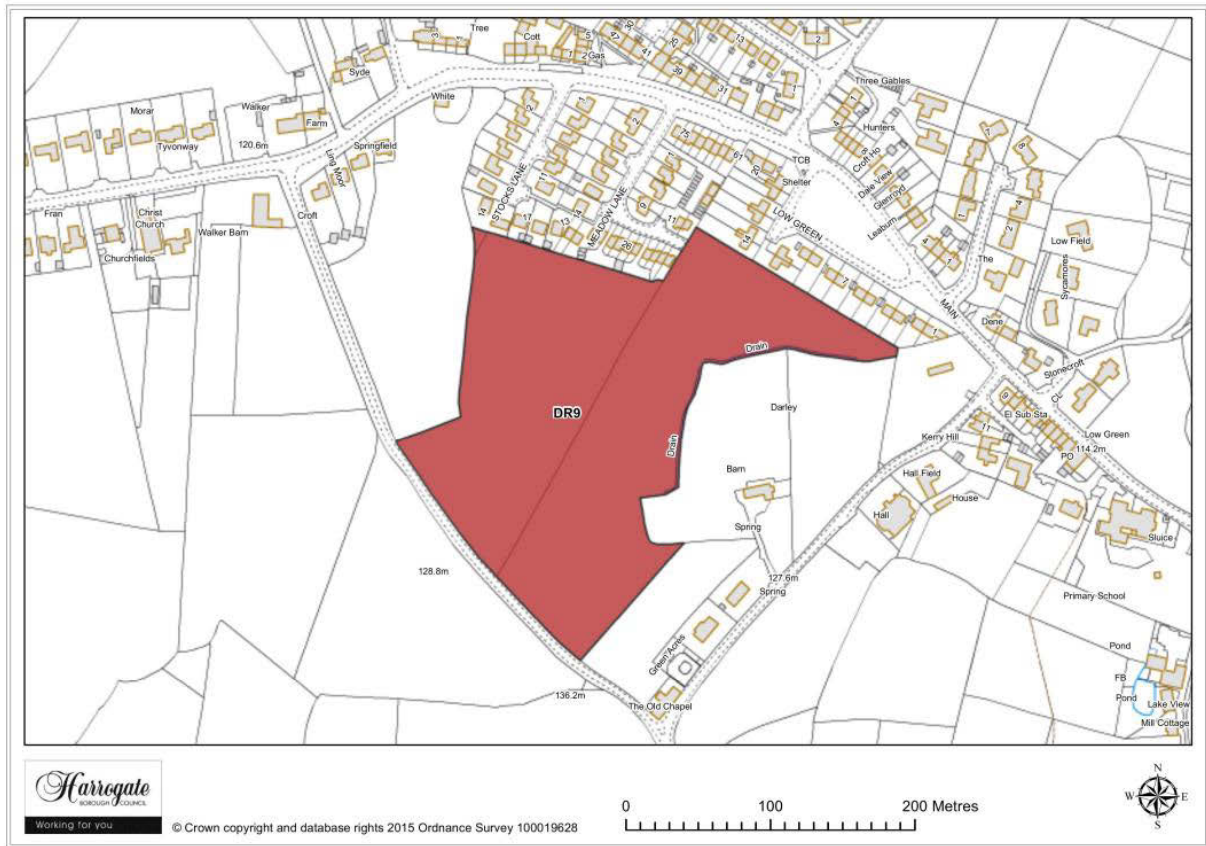 Tree
Cott
Gas
Syde
White
Three Gables
Morar
Walker
Farm
Tyvonway
120.6m
Springfield
Ling Moor
Hunters
Croft Ho
TCB
Shelter
Dale View
Glenroyd
Leaburn
STOCKS LANE
MEADOW LANE
LOW GREEN
Fran
Christ
Church
Croft
Walker Barn
Churchfields
The
Low Field
Sycamores
MAIN
Dene
Stonecroft
Drain
DR9
Darley
Drain
El Sub Sta
Kerry Hill
Low Green
PO
114.2m
Barn
Hall Field
House
Hall
Spring
Sluice
128.8m
127.6m
Spring
Primary School
Green Acres
Pond
136.2m
The Old Chapel
FB
Pond
Lake View
Mill Cottage
Harrogate
BOROUGH COUNCIL
Working for you
© Crown copyright and database rights 2015 Ordnance Survey 100019628
0 100 200 Metres
N
W E
S